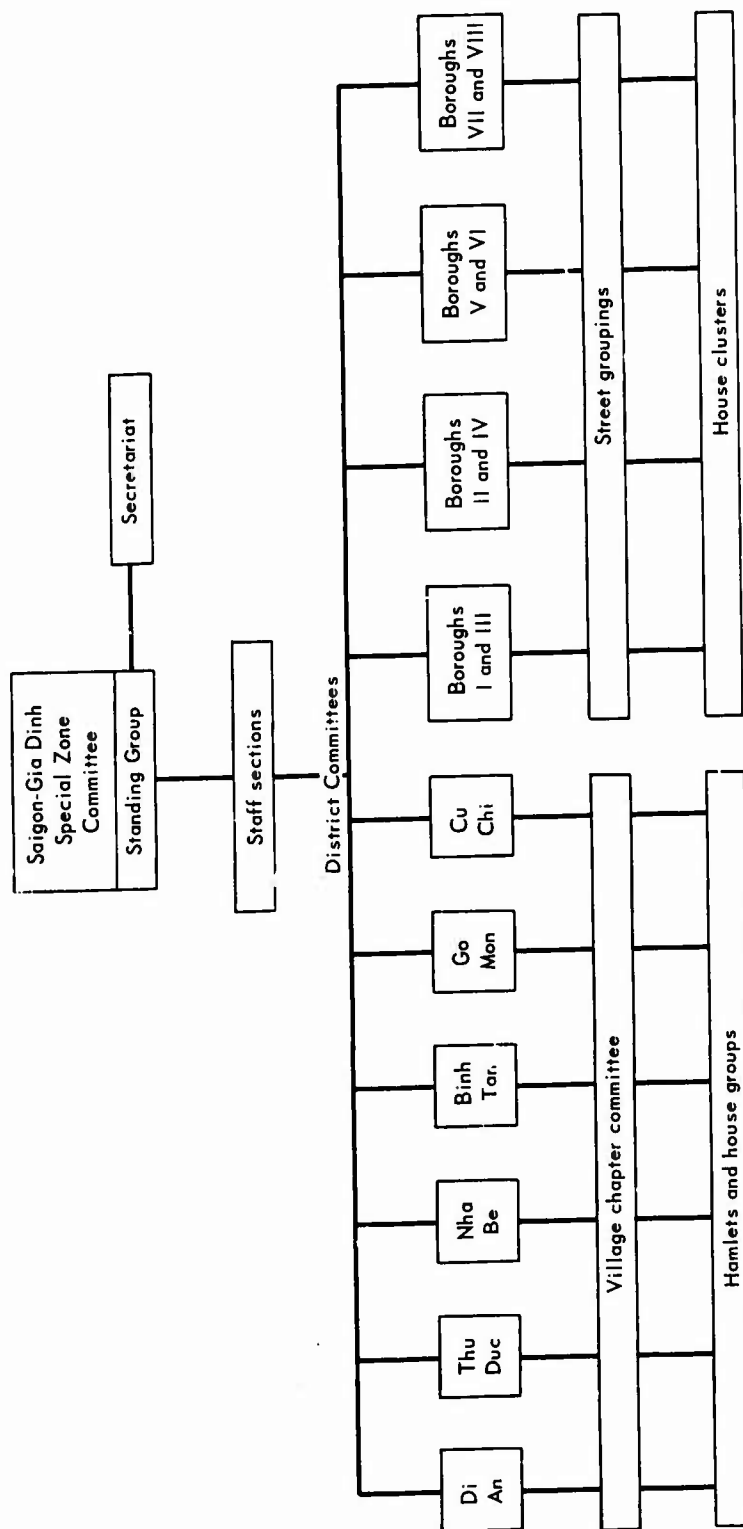 Saigon-Gia Dinh
Special Zone
Committee
Standing Group
Secretariat
Staff sections
District Committees
Di
An
Thu
Duc
Nha
Be
Binh
Tan
Go
Mon
Cu
Chi
Boroughs
I and III
Boroughs
II and IV
Boroughs
V and VI
Boroughs
VII and VIII
Village chapter committee
Street groupings
Hamlets and house groups
House clusters